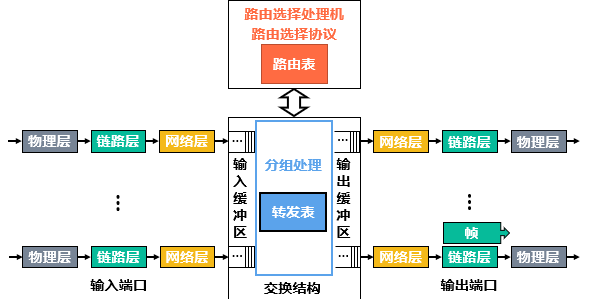 路由选择处理机
路由选择协议
路由表
物理层 链路层 网络层 ... ... 网络层 链路层 物理层
分组处理
输入缓冲区
输出缓冲区
转发表
...
...
帧
物理层 链路层 网络层 ... ... 网络层 链路层 物理层
输入端口
交换结构
输出端口